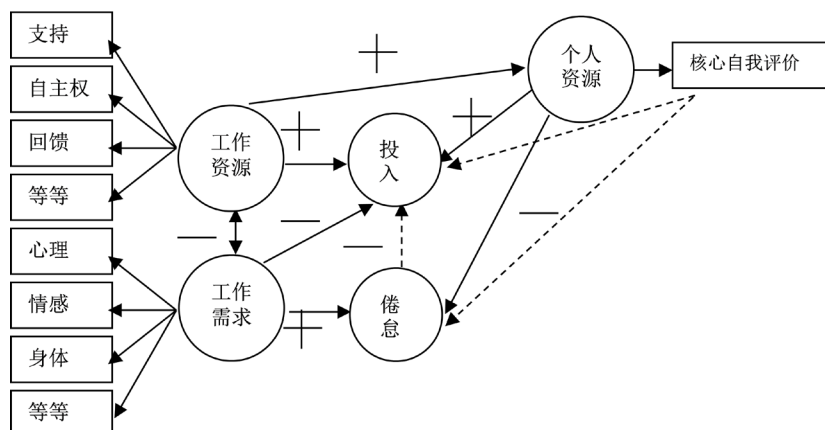 支持
自主权
回馈
等等
心理
情感
身体
等等
工作
资源
工作
需求
投
入
倦
怠
个人
资源
核心自我评价